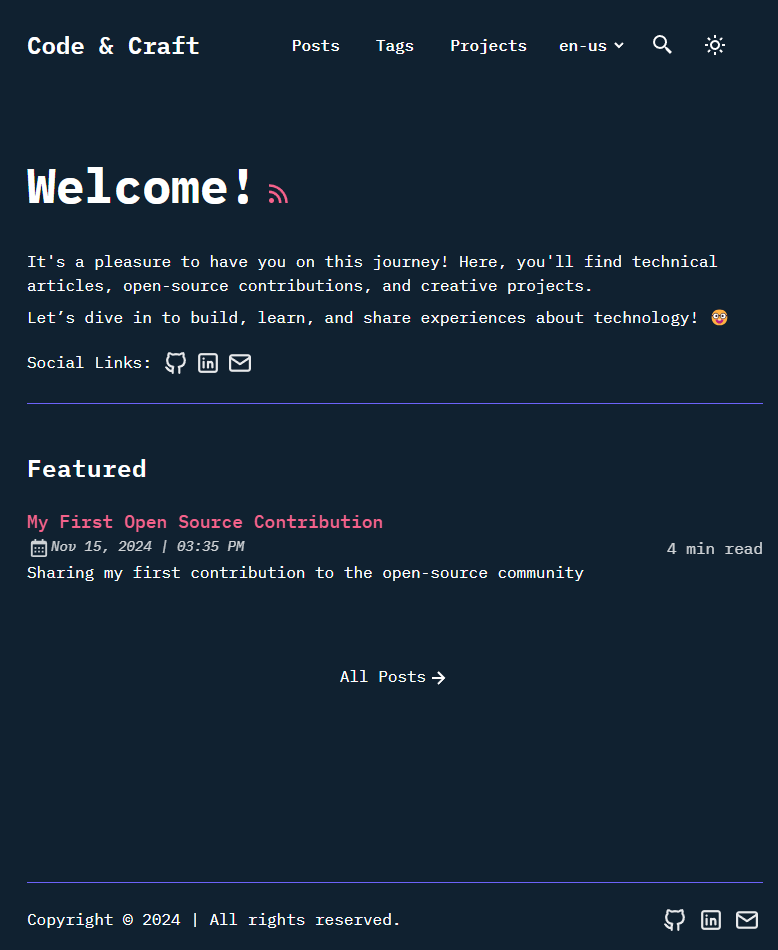 Code & Craft
Posts
Tags
Projects
en-us
Welcome!
It's a pleasure to have you on this journey! Here, you'll find technical
articles, open-source contributions, and creative projects.
Let’s dive in to build, learn, and share experiences about technology! 🤓
Social Links:
Featured
My First Open Source Contribution
Nov 15, 2024 | 03:35 PM
4 min read
Sharing my first contribution to the open-source community
All Posts
Copyright © 2024 | All rights reserved.